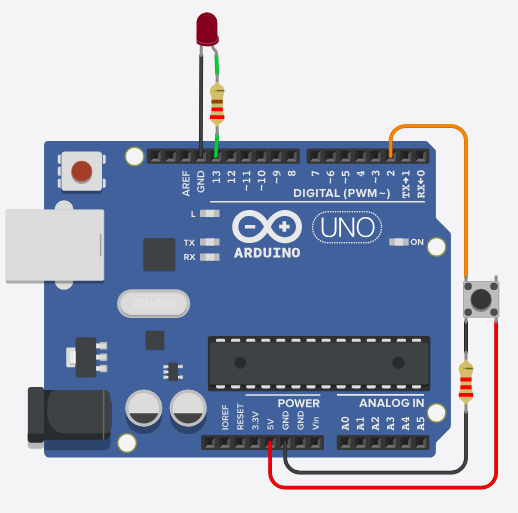 AREF
GND
13
12
~11
~10
~9
8
7
~6
~5
4
~3
2
TX→1
RX←0
DIGITAL (PWM~)
L
TX
RX
UNO
ON
ARDUINO
POWER
ANALOG IN
IOREF
RESET
3.3V
5V
GND
GND
Vin
A0
A1
A2
A3
A4
A5